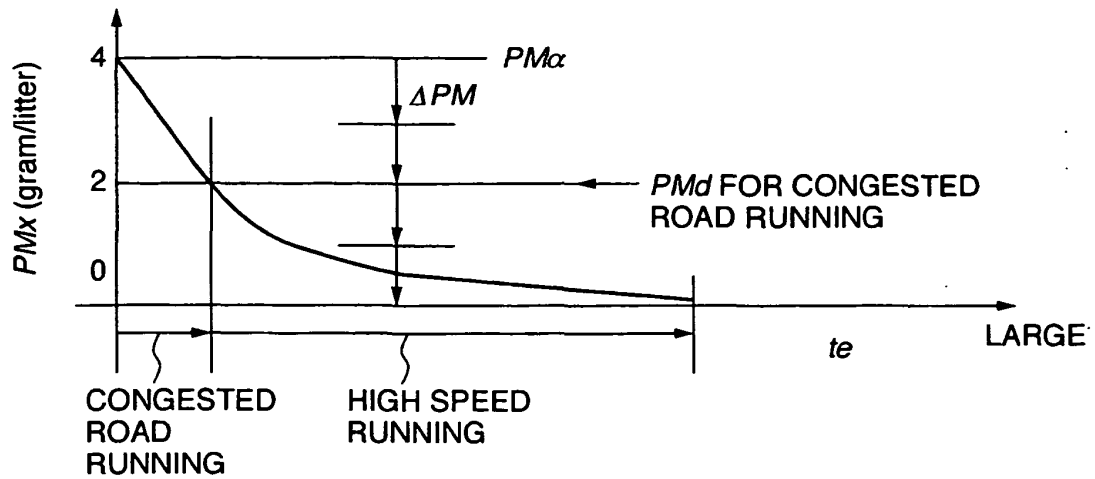 PMx (gram/litter)
4
PMα
ΔPM
2
PMd FOR CONGESTED
ROAD RUNNING
0
LARGE
te
CONGESTED
ROAD
RUNNING
HIGH SPEED
RUNNING